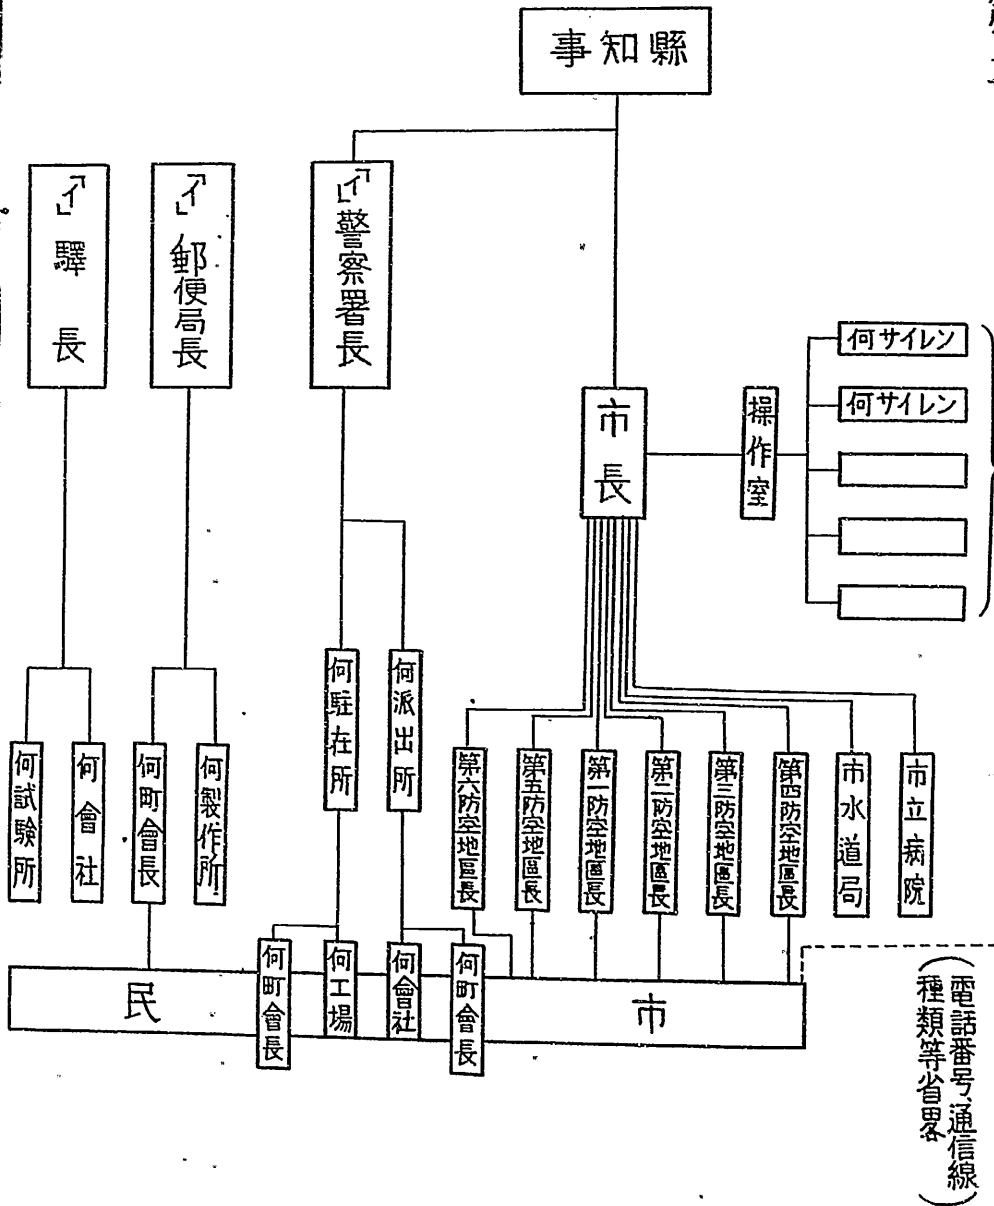 事知縣
「イ」警察署長
「イ」郵便局長
「イ」驛長
市長
操作室
何サイレン
何サイレン
何派出所
何駐在所
市立病院
市水道局
第四防空地區長
第三防空地區長
第二防空地區長
第一防空地區長
第五防空地區長
第六防空地區長
何製作所
何町會長
何會社
何試驗所
何町會長
何會社
何工場
何町會長
市
民
(電話番号、通信線
種類等省畧)